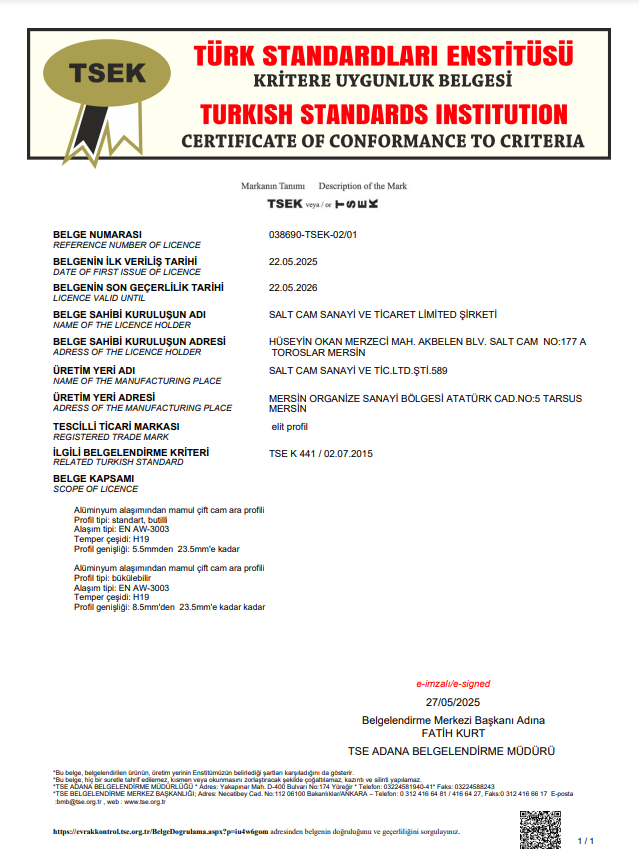 TSEK
TÜRK STANDARDLARI ENSTİTÜSÜ
KRİTERE UYGUNLUK BELGESİ
TURKISH STANDARDS INSTITUTION
CERTIFICATE OF CONFORMANCE TO CRITERIA
Markanın Tanımı Description of the Mark
TSEK veya / or TSEK
BELGE NUMARASI 038690-TSEK-02/01
REFERENCE NUMBER OF LICENCE
BELGENİN İLK VERİLİŞ TARİHİ 22.05.2025
DATE OF FIRST ISSUE OF LICENCE
BELGENİN SON GEÇERLİLİK TARİHİ 22.05.2026
LICENCE VALID UNTIL
BELGE SAHİBİ KURULUŞUN ADI SALT CAM SANAYİ VE TİCARET LİMİTED ŞİRKETİ
NAME OF THE LICENCE HOLDER
BELGE SAHİBİ KURULUŞUN ADRESİ HÜSEYİN OKAN MERZECİ MAH. AKBELEN BLV. SALT CAM NO:177 A
ADRESS OF THE LICENCE HOLDER TOROSLAR MERSİN
ÜRETİM YERİ ADI SALT CAM SANAYİ VE TİC.LTD.ŞTİ.589
NAME OF THE MANUFACTURING PLACE
ÜRETİM YERİ ADRESİ MERSİN ORGANİZE SANAYİ BÖLGESİ ATATÜRK CAD.NO:5 TARSUS
ADRESS OF THE MANUFACTURING PLACE MERSİN
TESCİLLİ TİCARİ MARKASI elit profil
REGISTERED TRADE MARK
İLGİLİ BELGELENDİRME KRİTERİ TSE K 441 / 02.07.2015
RELATED TURKISH STANDARD
BELGE KAPSAMI
SCOPE OF LICENCE
Alüminyum alaşımından mamul çift cam ara profili
Profil tipi: standart, butilli
Alaşım tipi: EN AW-3003
Temper çeşidi: H19
Profil genişliği: 5.5mmden 23.5mm'e kadar
Alüminyum alaşımından mamul çift cam ara profili
Profil tipi: bükülebilir
Alaşım tipi: EN AW-3003
Temper çeşidi: H19
Profil genişliği: 8.5mm'den 23.5mm'e kadar kadar
e-imzalı/e-signed
27/05/2025
Belgelendirme Merkezi Başkanı Adına
FATİH KURT
TSE ADANA BELGELENDİRME MÜDÜRÜ
*Bu belge, belgelendirilen ürünün, üretim yerinin Enstitümüzün belirlediği şartları karşıladığını da gösterir.
*Bu belge, hiç bir suretle tahrif edilemez, kısmen veya okunmasını zorlaştıracak şekilde çoğaltılamaz, kazıntı ve silinti yapılamaz.
*TSE ADANA BELGELENDİRME MÜDÜRLÜĞÜ * Adres: Yakapınar Mah. D-400 Bulvarı No:174 Yüreğir * Telefon: 03224581940-41* Faks: 03224588243
*TSE BELGELENDİRME MERKEZ BAŞKANLIĞI; Adres: Necatibey Cad. No:112 06100 Bakanlıklar/ANKARA – Telefon: 0 312 416 64 81 / 416 64 27, Faks:0 312 416 66 17 E-posta
:bmb@tse.org.tr , web : www.tse.org.tr
https://evrakkontrol.tse.org.tr/BelgeDogrulama.aspx?p=iu4w6gom adresinden belgenin doğruluğunu ve geçerliliğini sorgulayınız.
1 / 1